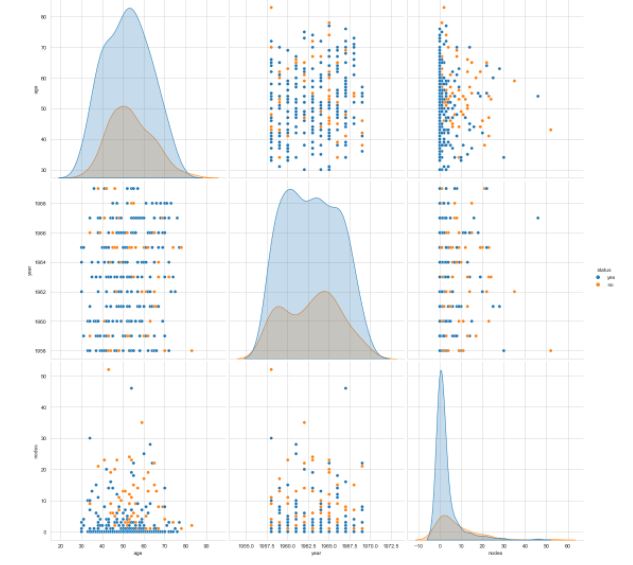 80
70
60
50
40
30
age
1968
1966
1964
1962
1960
1958
year
status
yes
no
50
40
30
20
10
0
nodes
20 30 40 50 60 70 80 90
1955.0 1957.5 1960.0 1962.5 1965.0 1967.5 1970.0 1972.5
−10 0 10 20 30 40 50 60
age
year
nodes